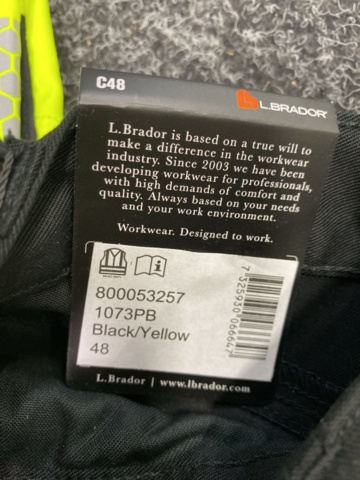 C48
L.BRADOR
L.Brador is based on a true will to
make a difference in the workwear
industry. Since 2003 we have been
developing workwear for professionals,
with high demands of comfort and
quality. Always based on your needs
and your work environment.
Workwear. Designed to work.
800053257
1073PB
Black/Yellow
48
7325930066647
L.Brador | www.lbrador.com